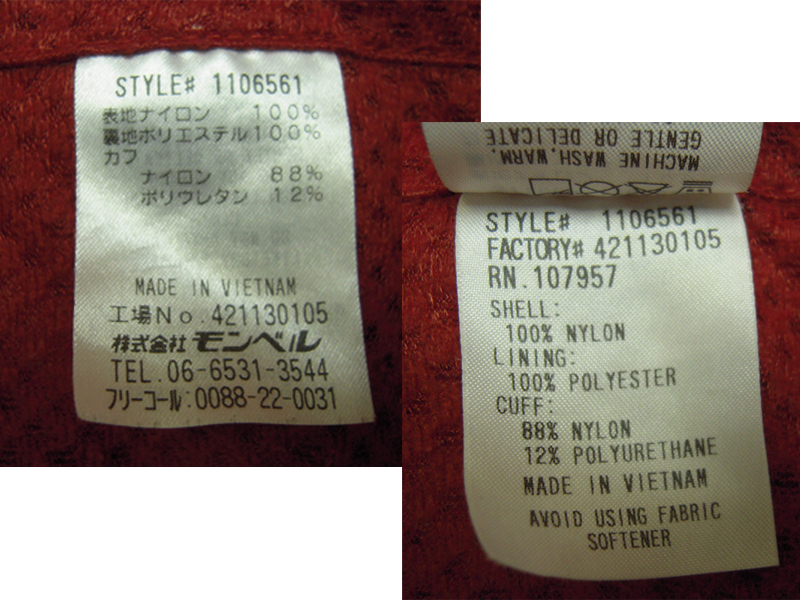 STYLE# 1106561
表地ナイロン 100%
裏地ポリエステル100%
カフ
ナイロン 88%
ポリウレタン 12%
MADE IN VIETNAM
工場No.421130105
株式会社 モンベル
TEL.06-6531-3544
フリーコール:0088-22-0031
MACHINE WASH,WARM,
GENTLE OR DELICATE
STYLE# 1106561
FACTORY# 421130105
RN.107957
SHELL:
100% NYLON
LINING:
100% POLYESTER
CUFF:
88% NYLON
12% POLYURETHANE
MADE IN VIETNAM
AVOID USING FABRIC
SOFTENER